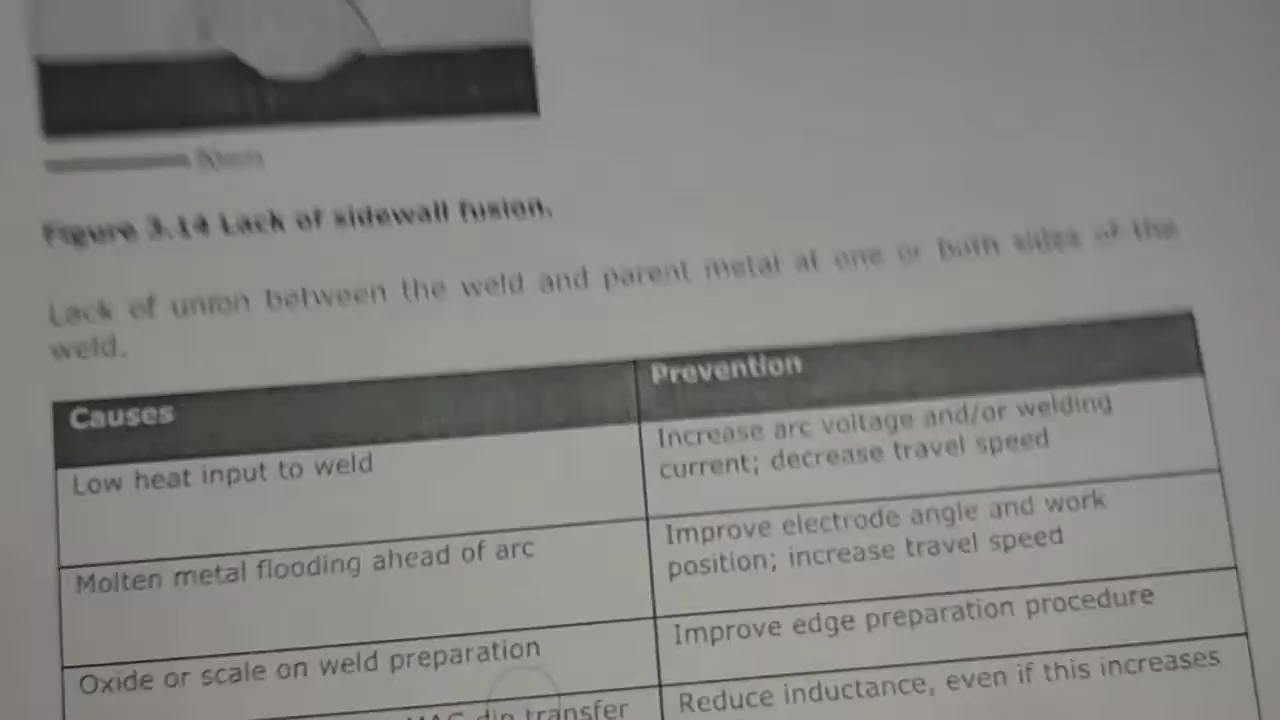 Figure 3.14 Lack of sidewall fusion.
Lack of union between the weld and parent metal at one or both sides of the
weld.
Causes
Prevention
Low heat input to weld
Increase arc voltage and/or welding
current; decrease travel speed
Molten metal flooding ahead of arc
Improve electrode angle and work
position; increase travel speed
Oxide or scale on weld preparation
Improve edge preparation procedure
MAG dip transfer
Reduce inductance, even if this increases